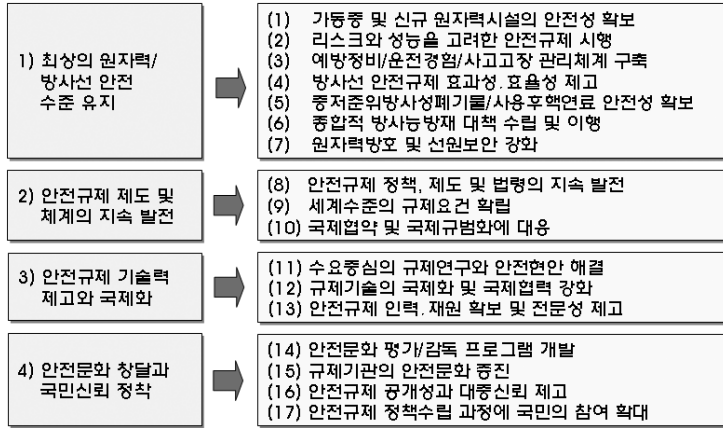 1) 최상의 원자력/
방사선 안전
수준 유지
(1) 가동중 및 신규 원자력시설의 안전성 확보
(2) 리스크와 성능을 고려한 안전규제 시행
(3) 예방정비/운전경험/사고고장 관리체계 구축
(4) 방사선 안전규제 효과성.효율성 제고
(5) 중저준위방사성폐기물/사용후핵연료 안전성 확보
(6) 종합적 방사능방재 대책 수립 및 이행
(7) 원자력방호 및 선원보안 강화
2) 안전규제 제도 및
체계의 지속 발전
(8) 안전규제 정책, 제도 및 법령의 지속 발전
(9) 세계수준의 규제요건 확립
(10) 국제협약 및 국제규범화에 대응
3) 안전규제 기술력
제고와 국제화
(11) 수요중심의 규제연구와 안전현안 해결
(12) 규제기술의 국제화 및 국제협력 강화
(13) 안전규제 인력.재원 확보 및 전문성 제고
4) 안전문화 창달과
국민신뢰 정착
(14) 안전문화 평가/감독 프로그램 개발
(15) 규제기관의 안전문화 증진
(16) 안전규제 공개성과 대중신뢰 제고
(17) 안전규제 정책수립 과정에 국민의 참여 확대